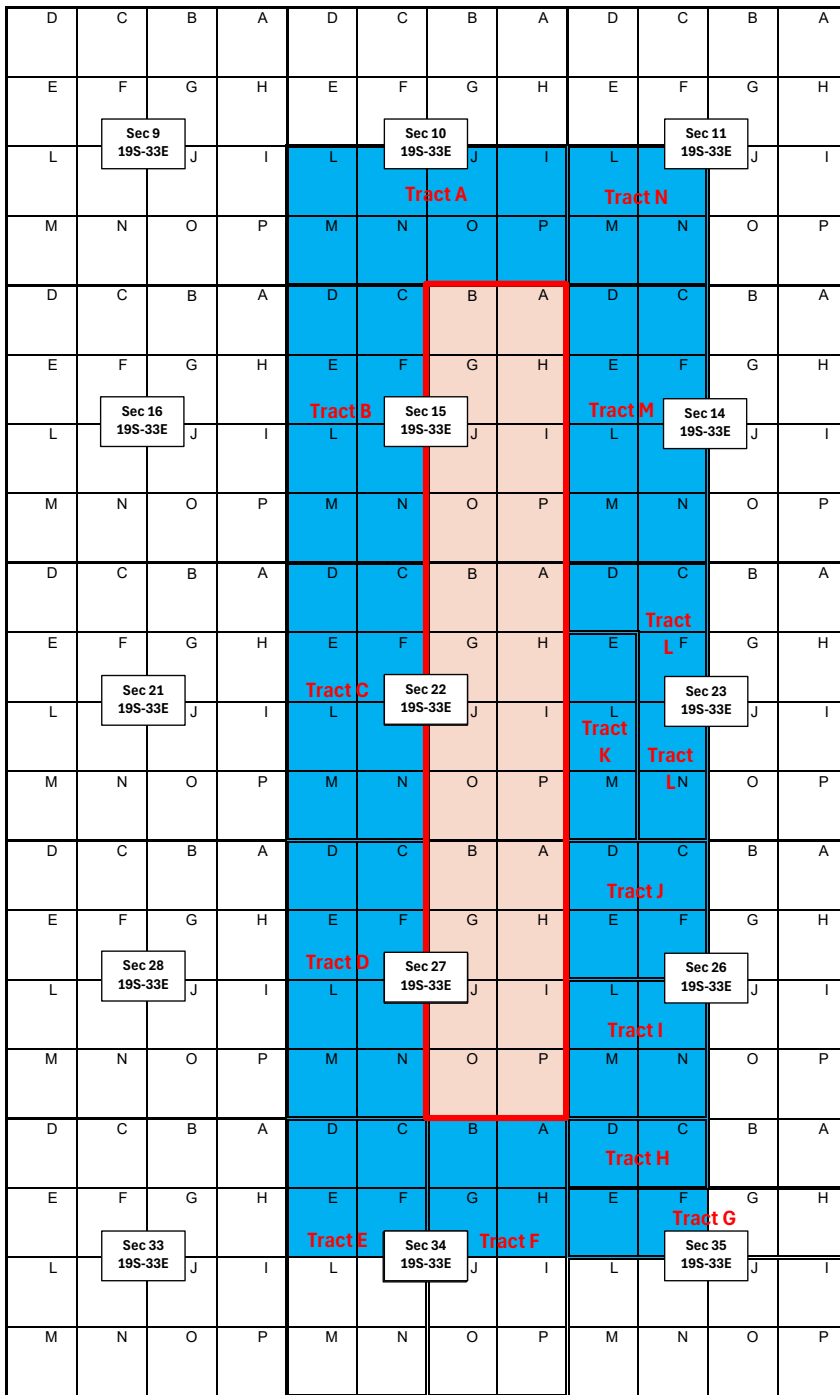 D C B A D C B A D C B A
E F G H E F G H E F G H
Sec 9 Sec 10 Sec 11
19S-33E 19S-33E 19S-33E
L J I L J I L J I
Tract A Tract N
M N O P M N O P M N O P
D C B A D C B A D C B A
E F G H E F G H E F G H
Sec 16 Tract B Sec 15 Tract M Sec 14
19S-33E 19S-33E 19S-33E
L J I L J I L J I
M N O P M N O P M N O P
D C B A D C B A D C B A
Tract
E F G H E F G H E L F G H
Sec 21 Tract C Sec 22 Sec 23
19S-33E 19S-33E 19S-33E
L J I L J I L J I
Tract
K
Tract
M N O P M N O P M L N O P
D C B A D C B A D C B A
Tract J
E F G H E F G H E F G H
Sec 28 Tract D Sec 27 Sec 26
19S-33E 19S-33E 19S-33E
L J I L J I L J I
Tract I
M N O P M N O P M N O P
D C B A D C B A D C B A
Tract H
E F G H E F G H E F G H
Tract G
Sec 33 Tract E Sec 34 Tract F Sec 35
19S-33E 19S-33E 19S-33E
L J I L J I L J I
M N O P M N O P M N O P